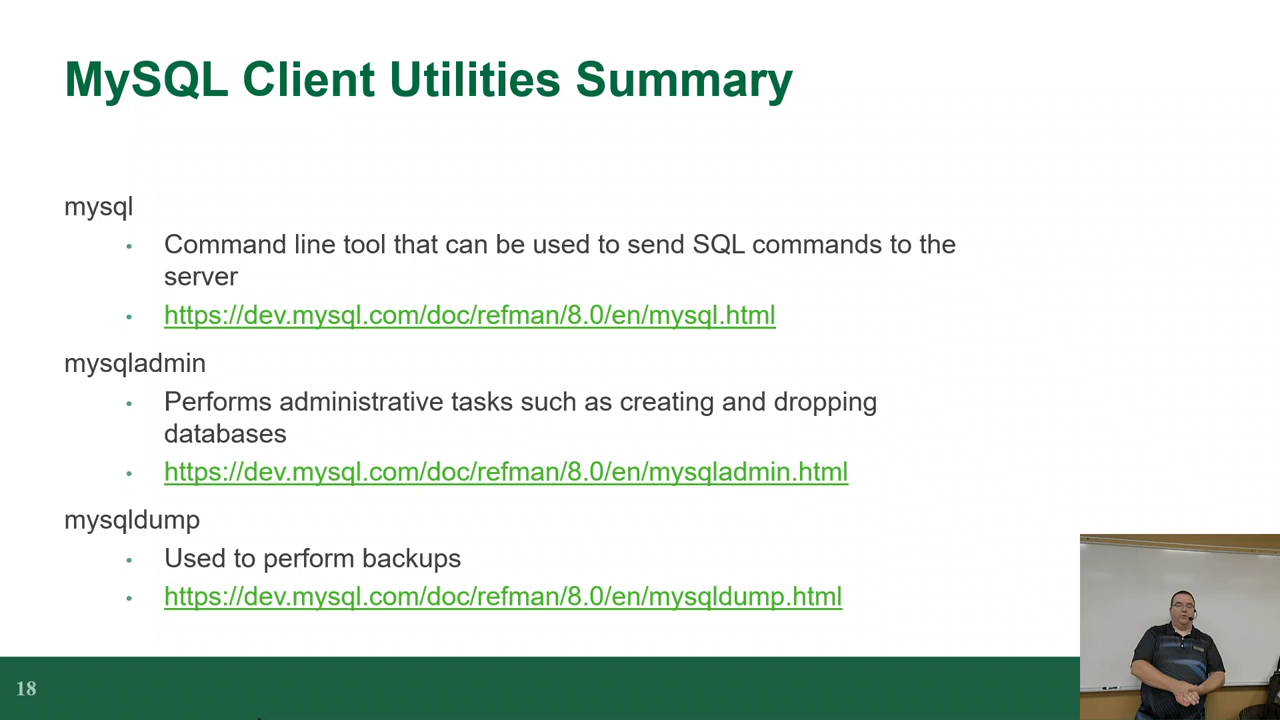 MySQL Client Utilities Summary
mysql
• Command line tool that can be used to send SQL commands to the
server
• https://dev.mysql.com/doc/refman/8.0/en/mysql.html
mysqladmin
• Performs administrative tasks such as creating and dropping
databases
• https://dev.mysql.com/doc/refman/8.0/en/mysqladmin.html
mysqldump
• Used to perform backups
• https://dev.mysql.com/doc/refman/8.0/en/mysqldump.html
18